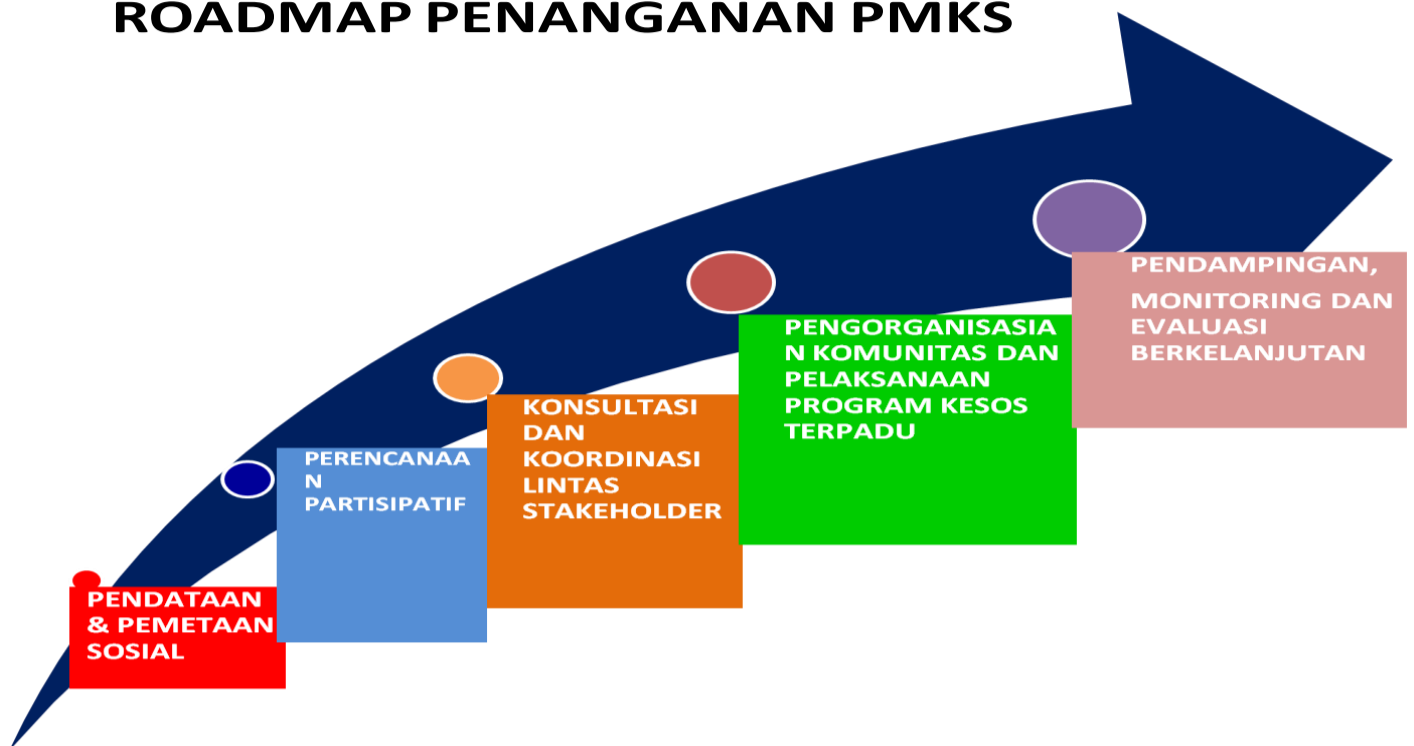 ROADMAP PENANGANAN PMKS
PENDATAAN
& PEMETAAN
SOSIAL
PERENCANAA
N
PARTISIPATIF
KONSULTASI
DAN
KOORDINASI
LINTAS
STAKEHOLDER
PENGORGANISASIA
N KOMUNITAS DAN
PELAKSANAAN
PROGRAM KESOS
TERPADU
PENDAMPINGAN,
MONITORING DAN
EVALUASI
BERKELANJUTAN